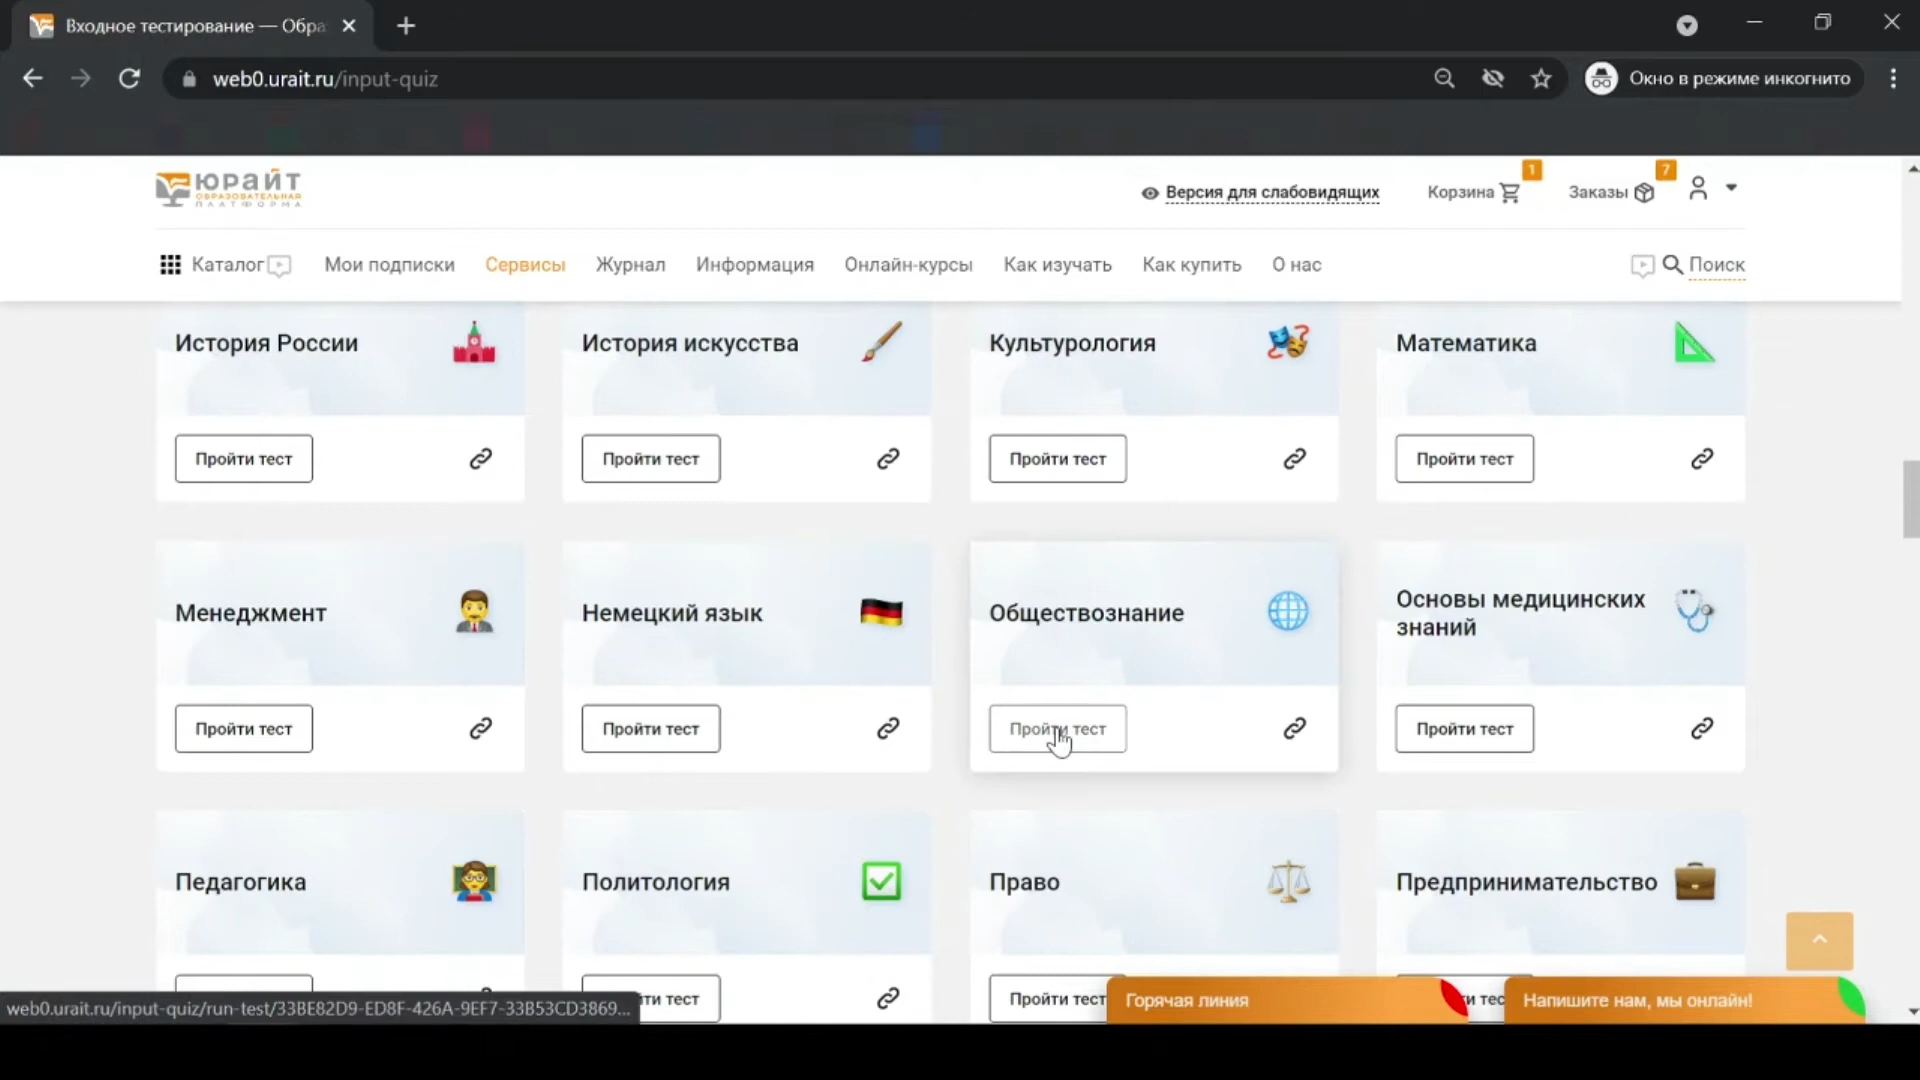 Входное тестирование — Обра
web0.urait.ru/input-quiz
Окно в режиме инкогнито
юрайт
ОБРАЗОВАТЕЛЬНАЯ
ПЛАТФОРМА
Версия для слабовидящих
Корзина
1
Заказы
7
Каталог
Мои подписки
Сервисы
Журнал
Информация
Онлайн-курсы
Как изучать
Как купить
О нас
Поиск
История России
История искусства
Культурология
Математика
Пройти тест
Пройти тест
Пройти тест
Пройти тест
Менеджмент
Немецкий язык
Обществознание
Основы медицинских
знаний
Пройти тест
Пройти тест
Пройти тест
Пройти тест
Педагогика
Политология
Право
Предпринимательство
ти тест
Пройти тест
и тес
web0.urait.ru/input-quiz/run-test/33BE82D9-ED8F-426A-9EF7-33B53CD3869...
Горячая линия
Напишите нам, мы онлайн!